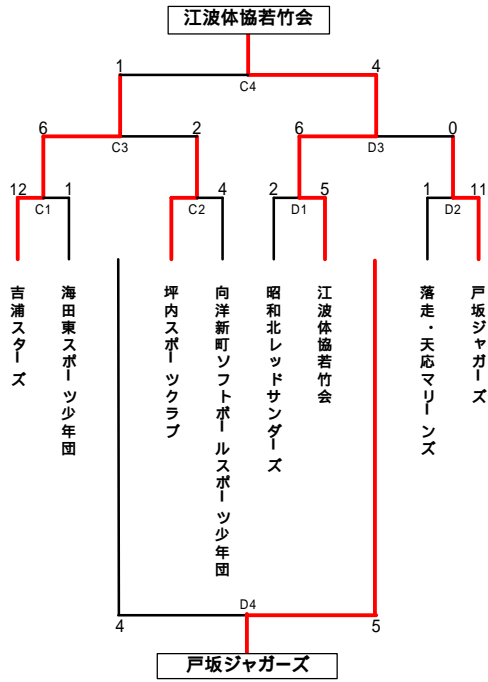 江波体協若竹会
1 4
C4
6 2 6 0
C3 D3
12 1 4 2 5 1 11
C1 C2 D1 D2
吉浦スターズ
海田東スポーツ少年団
坪内スポーツクラブ
向洋新町ソフトボールスポーツ少年団
昭和北レッドサンダーズ
江波体協若竹会
落走・天応マリーンズ
戸坂ジャガーズ
D4
4 5
戸坂ジャガーズ